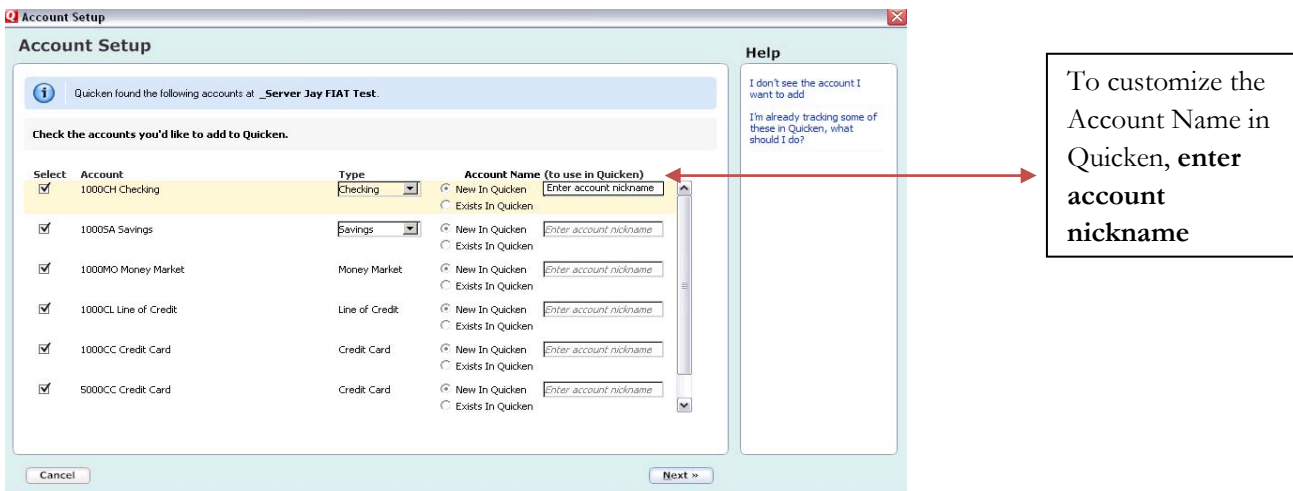 Account Setup
Account Setup
Quicken found the following accounts at _Server Jay FIAT Test.
Check the accounts you'd like to add to Quicken.
Select Account Type Account Name (to use in Quicken)
1000CH Checking Checking New In Quicken Enter account nickname
Exists In Quicken
1000SA Savings Savings New In Quicken Enter account nickname
Exists In Quicken
1000MO Money Market Money Market New In Quicken Enter account nickname
Exists In Quicken
1000CL Line of Credit Line of Credit New In Quicken Enter account nickname
Exists In Quicken
1000CC Credit Card Credit Card New In Quicken Enter account nickname
Exists In Quicken
5000CC Credit Card Credit Card New In Quicken Enter account nickname
Exists In Quicken
Cancel
Next »
Help
I don't see the account I
want to add
I'm already tracking some of
these in Quicken, what
should I do?
To customize the
Account Name in
Quicken, enter
account
nickname